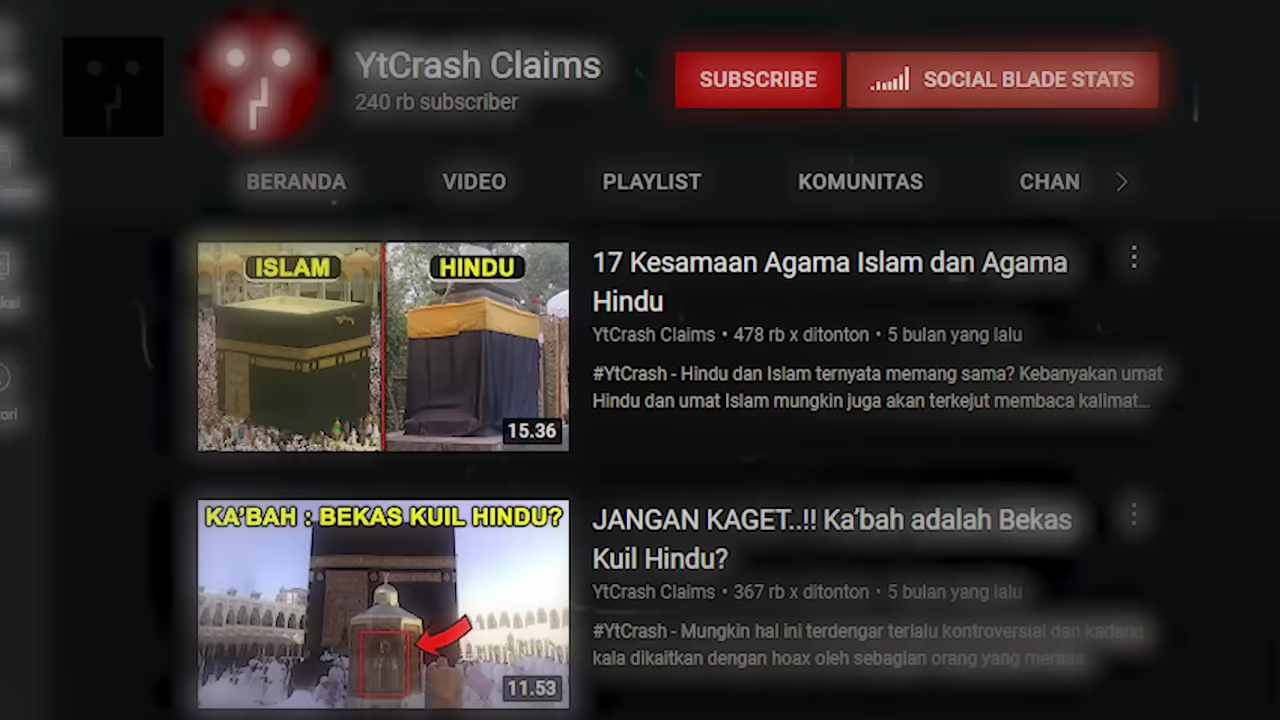 YtCrash Claims
240 rb subscriber
SUBSCRIBE
SOCIAL BLADE STATS
BERANDA
VIDEO
PLAYLIST
KOMUNITAS
CHAN
ISLAM
HINDU
15.36
17 Kesamaan Agama Islam dan Agama
Hindu
YtCrash Claims • 478 rb x ditonton • 5 bulan yang lalu
#YtCrash - Hindu dan Islam ternyata memang sama? Kebanyakan umat
Hindu dan umat Islam mungkin juga akan terkejut membaca kalimat...
KA'BAH : BEKAS KUIL HINDU?
11.53
JANGAN KAGET..!! Ka'bah adalah Bekas
Kuil Hindu?
YtCrash Claims • 367 rb x ditonton • 5 bulan yang lalu
#YtCrash - Mungkin hal ini terdengar terlalu kontroversial dan kadang
kala dikaitkan dengan hoax oleh sebagian orang yang merasa...